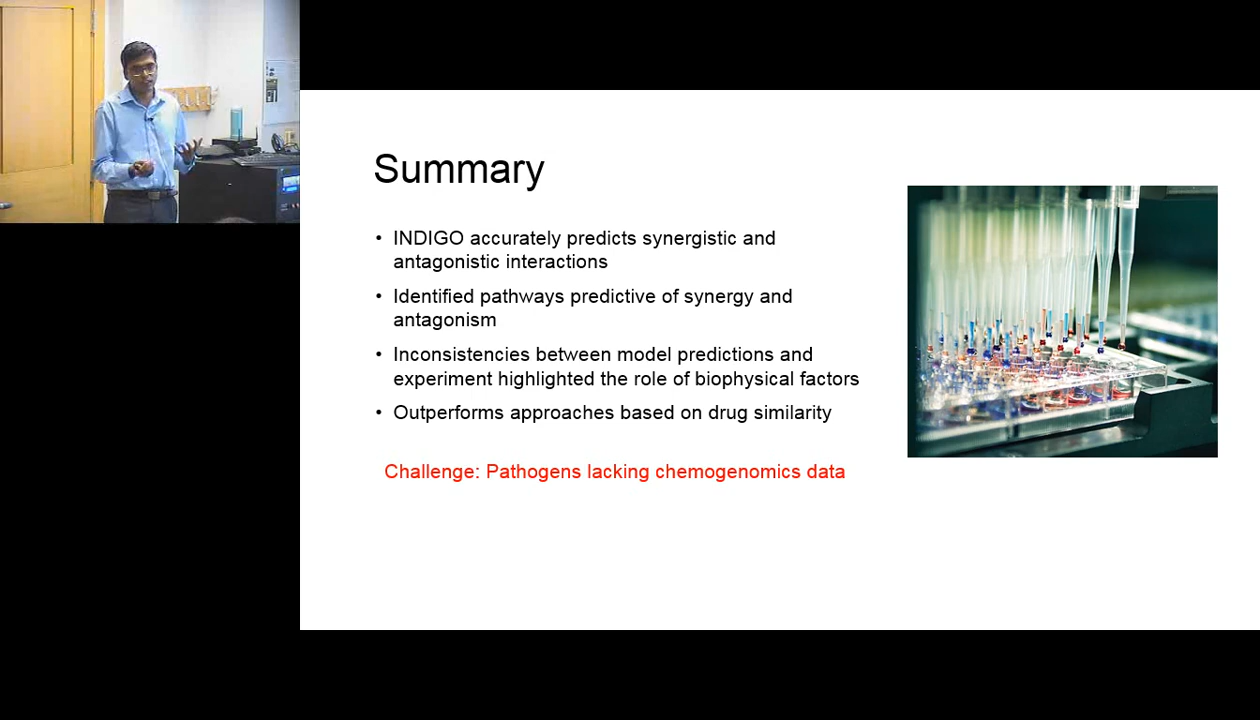 Summary
• INDIGO accurately predicts synergistic and
antagonistic interactions
• Identified pathways predictive of synergy and
antagonism
• Inconsistencies between model predictions and
experiment highlighted the role of biophysical factors
• Outperforms approaches based on drug similarity
Challenge: Pathogens lacking chemogenomics data